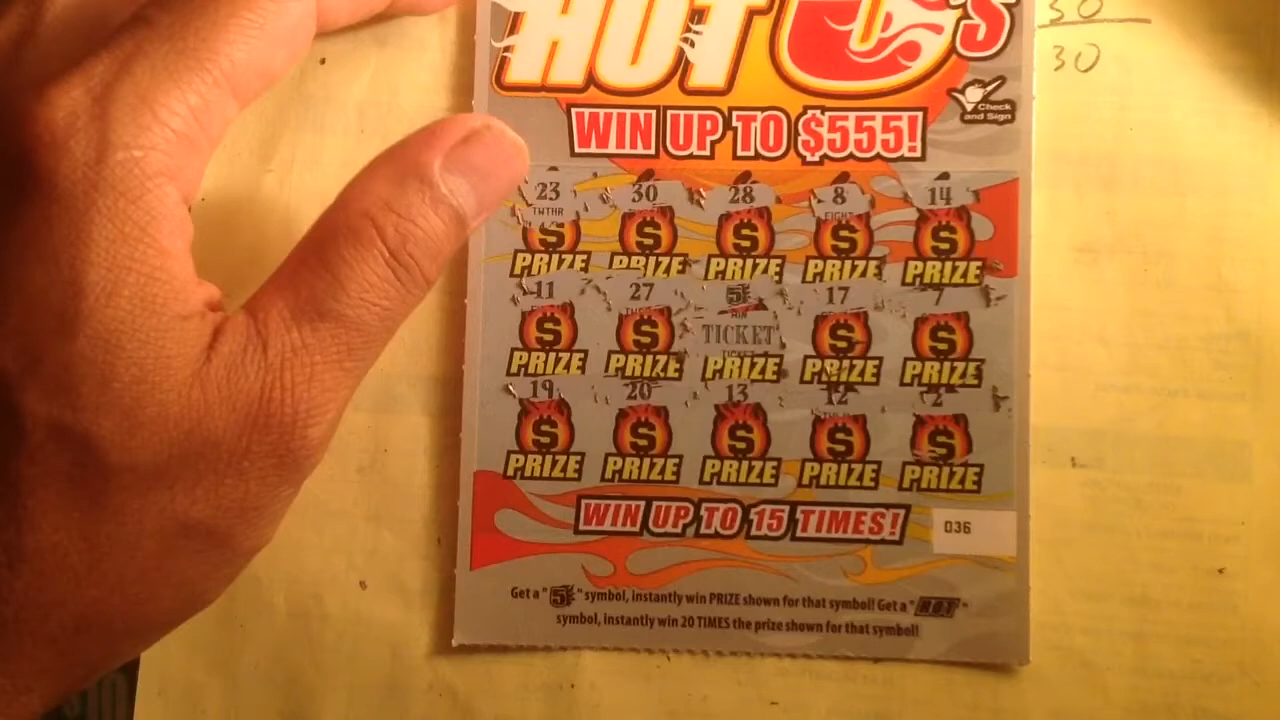 30
30
HOT 5's
Check
and Sign
WIN UP TO $555!
23 30 28 8 14
TWTHR EIGHT
$ $ $ $ $
PRIZE PRIZE PRIZE PRIZE PRIZE
11 27 5 17 7
WIN
$ $ TICKET $ $
PRIZE PRIZE PRIZE PRIZE PRIZE
19 20 13 12 2
$ $ $ $ $
PRIZE PRIZE PRIZE PRIZE PRIZE
WIN UP TO 15 TIMES!
036
Get a "5" symbol, instantly win PRIZE shown for that symbol! Get a "HOT"
symbol, instantly win 20 TIMES the prize shown for that symbol!